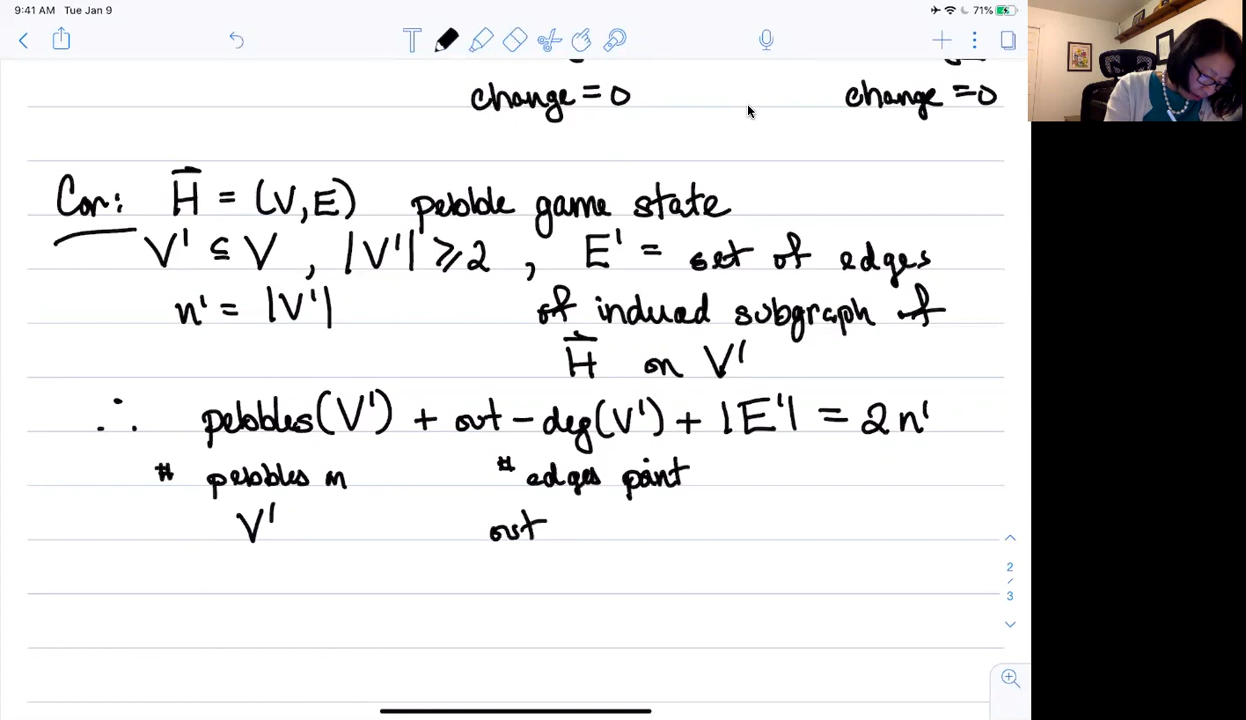 9:41 AM Tue Jan 9
71%
change = 0 change = 0
Cor: H = (V, E) pebble game state
V' ⊆ V , |V'| ⩾ 2 , E' = set of edges
n' = |V'| of induced subgraph of
H on V'
∴ pebbles(V') + out-deg(V') + |E'| = 2n'
# pebbles in # edges point
V' out
2
/
3